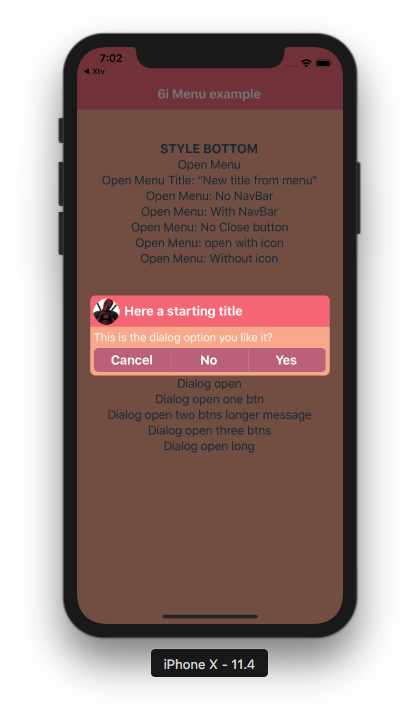 7:02
◀ Xtv
6i Menu example
STYLE BOTTOM
Open Menu
Open Menu Title: "New title from menu"
Open Menu: No NavBar
Open Menu: With NavBar
Open Menu: No Close button
Open Menu: open with icon
Open Menu: Without icon
Here a starting title
This is the dialog option you like it?
Cancel No Yes
Dialog open
Dialog open one btn
Dialog open two btns longer message
Dialog open three btns
Dialog open long
iPhone X - 11.4